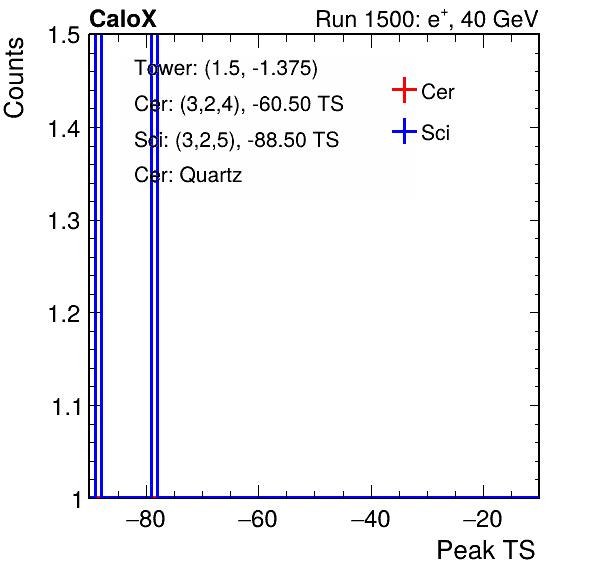 CaloX Run 1500: e+, 40 GeV
Counts
1.5
1.4
1.3
1.2
1.1
1
Tower: (1.5, -1.375)
Cer: (3,2,4), -60.50 TS
Sci: (3,2,5), -88.50 TS
Cer: Quartz
Cer
Sci
−80 −60 −40 −20
Peak TS